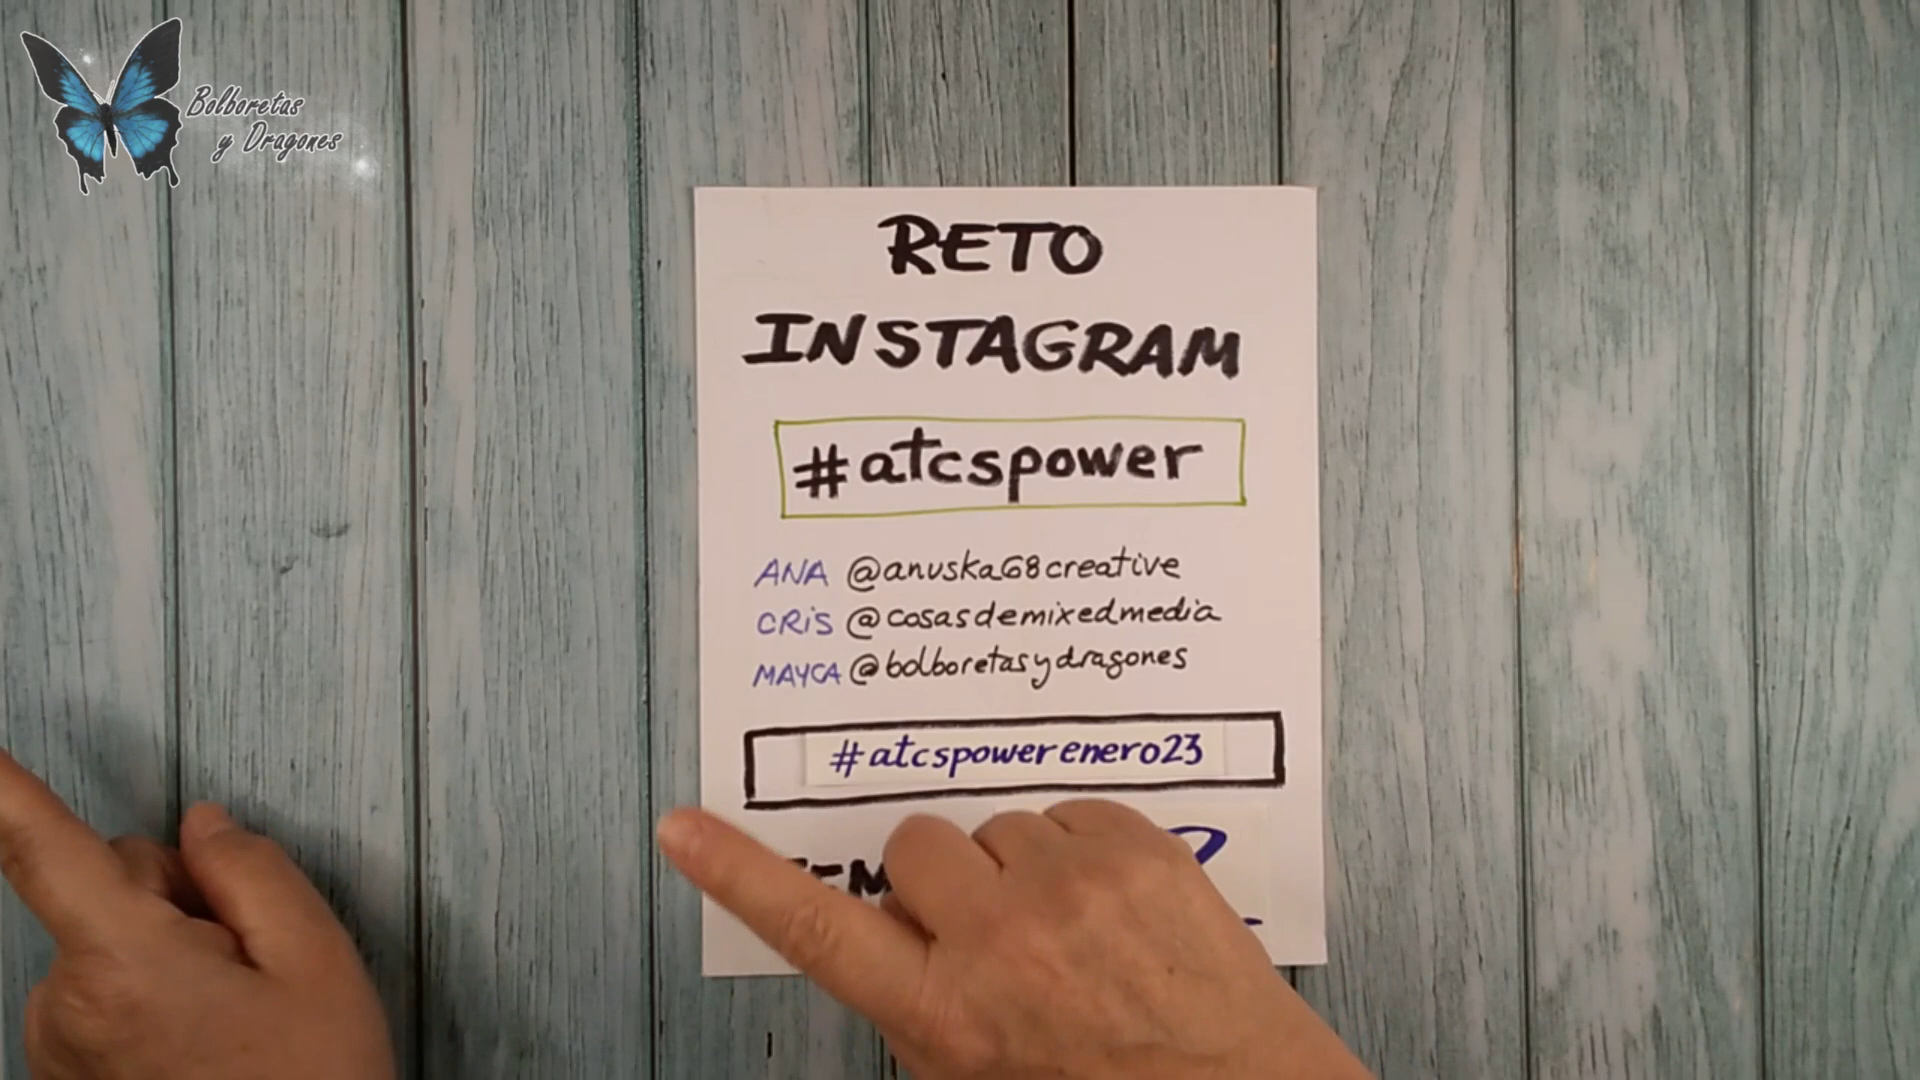 Bolboretas
y Dragones
RETO
INSTAGRAM
#atcspower
ANA @anuska68creative
CRiS @cosasdemixedmedia
MAYCA @bolboretasydragones
#atcspowerenero23